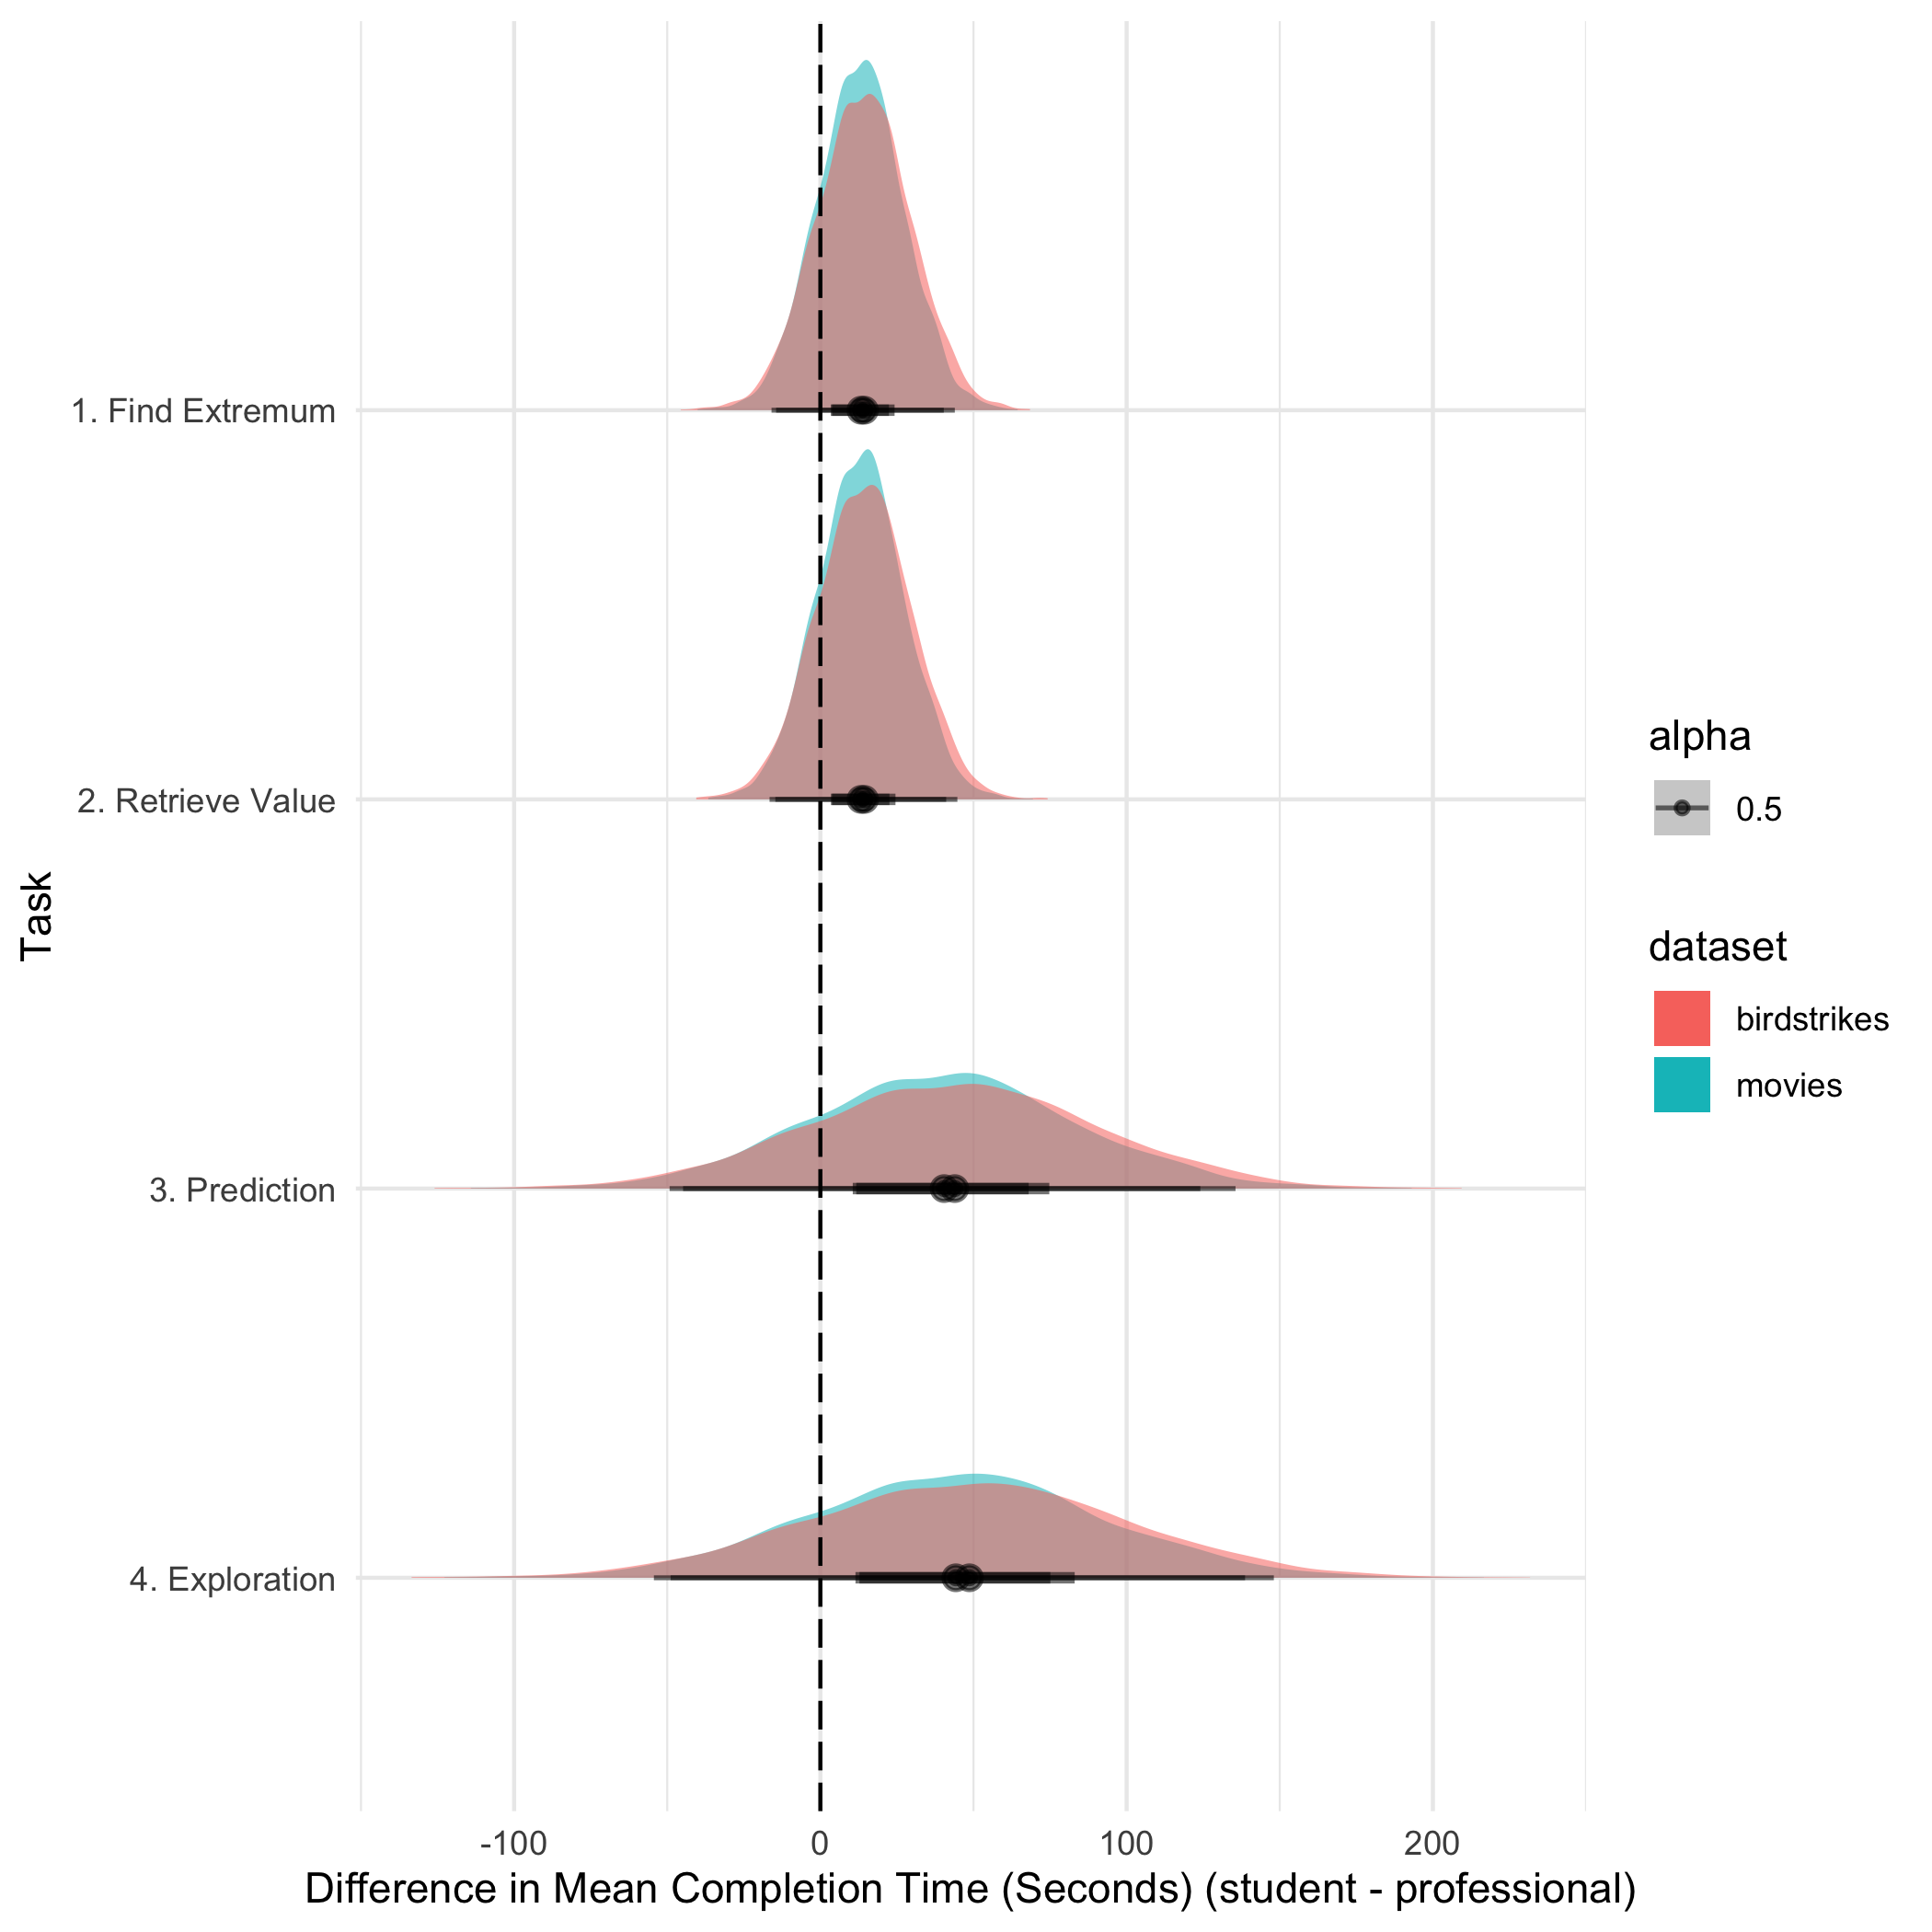 1. Find Extremum
2. Retrieve Value
3. Prediction
4. Exploration
Task
-100
0
100
200
Difference in Mean Completion Time (Seconds) (student - professional)
alpha
0.5
dataset
birdstrikes
movies